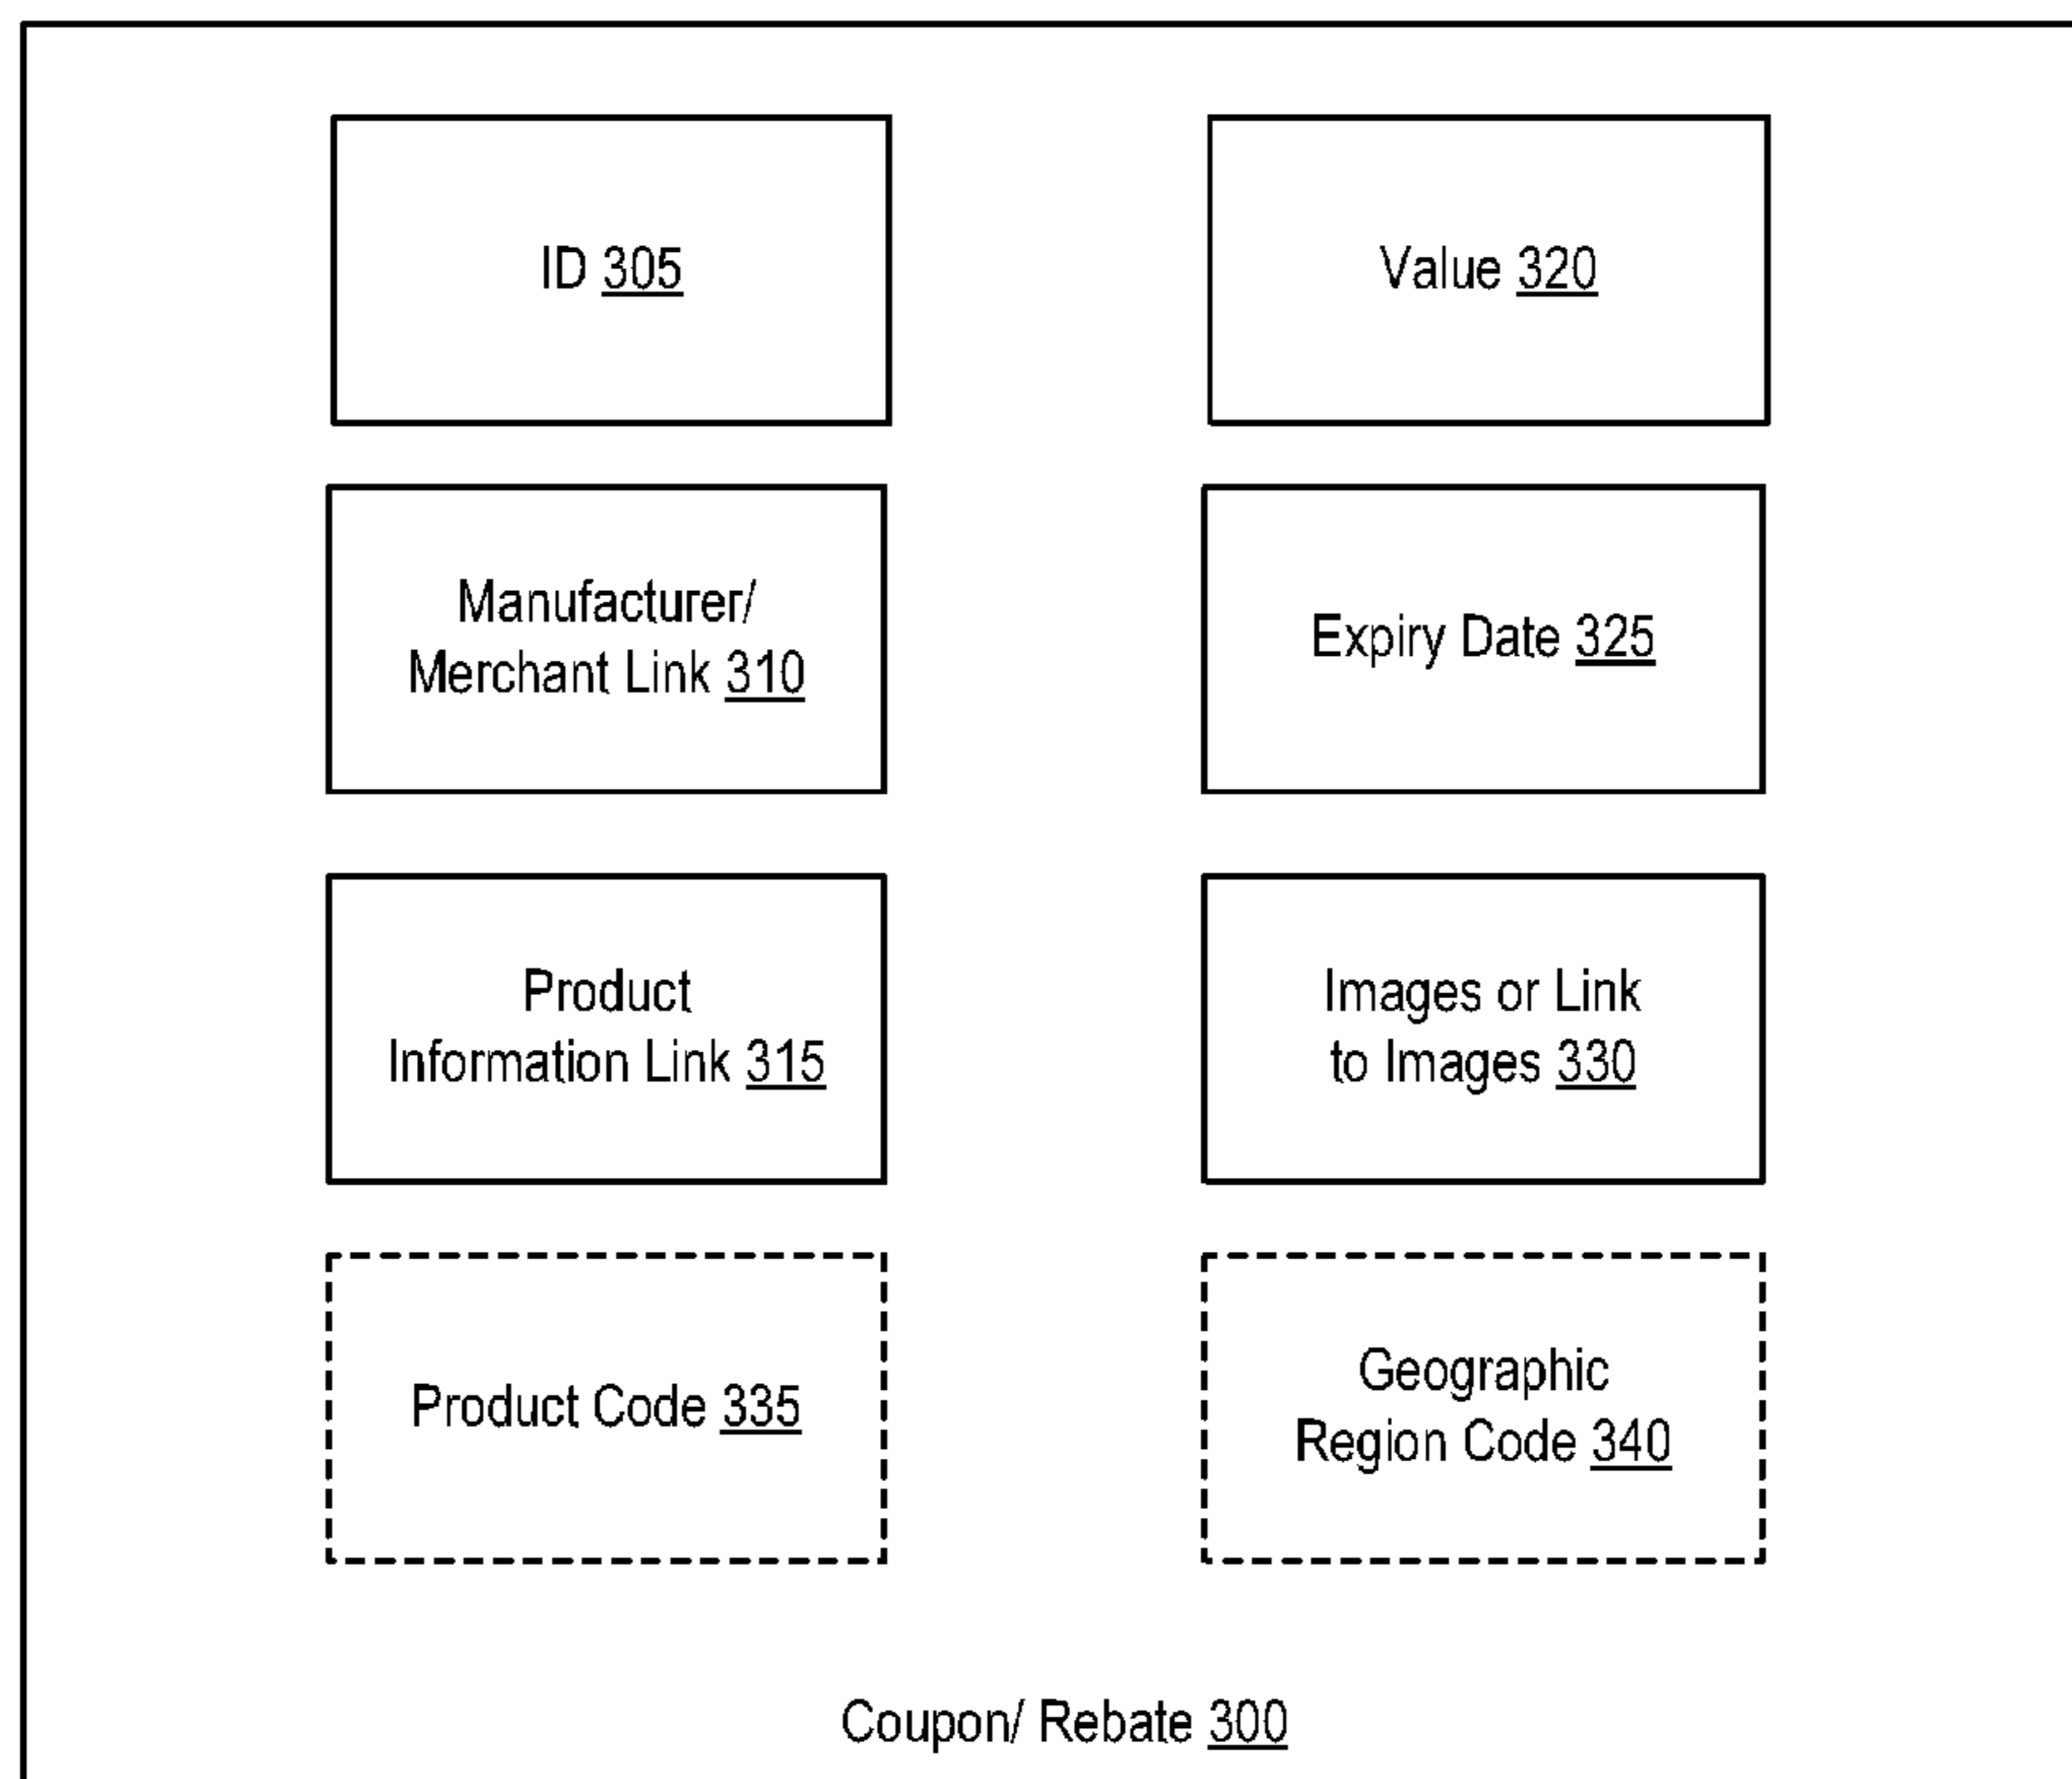 ID 305
Value 320
Manufacturer/
Merchant Link 310
Expiry Date 325
Product
Information Link 315
Images or Link
to Images 330
Product Code 335
Geographic
Region Code 340
Coupon/ Rebate 300